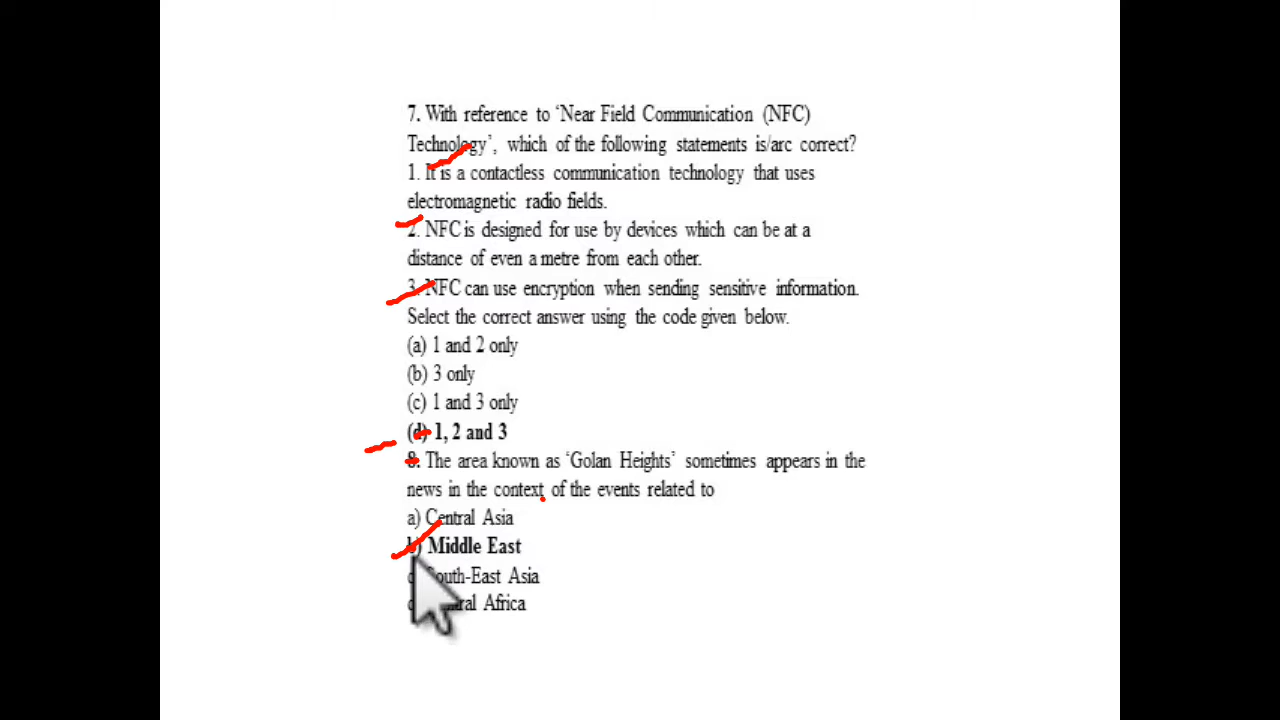 7. With reference to ‘Near Field Communication (NFC)
Technology’, which of the following statements is/arc correct?
1. It is a contactless communication technology that uses
electromagnetic radio fields.
2. NFC is designed for use by devices which can be at a
distance of even a metre from each other.
3. NFC can use encryption when sending sensitive information.
Select the correct answer using the code given below.
(a) 1 and 2 only
(b) 3 only
(c) 1 and 3 only
(d) 1, 2 and 3
8. The area known as ‘Golan Heights’ sometimes appears in the
news in the context of the events related to
a) Central Asia
b) Middle East
South-East Asia
Africa